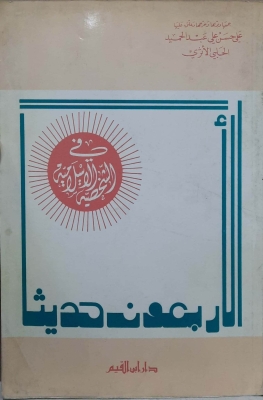 علي حسن علي عبد الحميد
الحلبي الأثري
الأربعون حديثا
في
الشخصية الإسلامية
دار ابن القيم